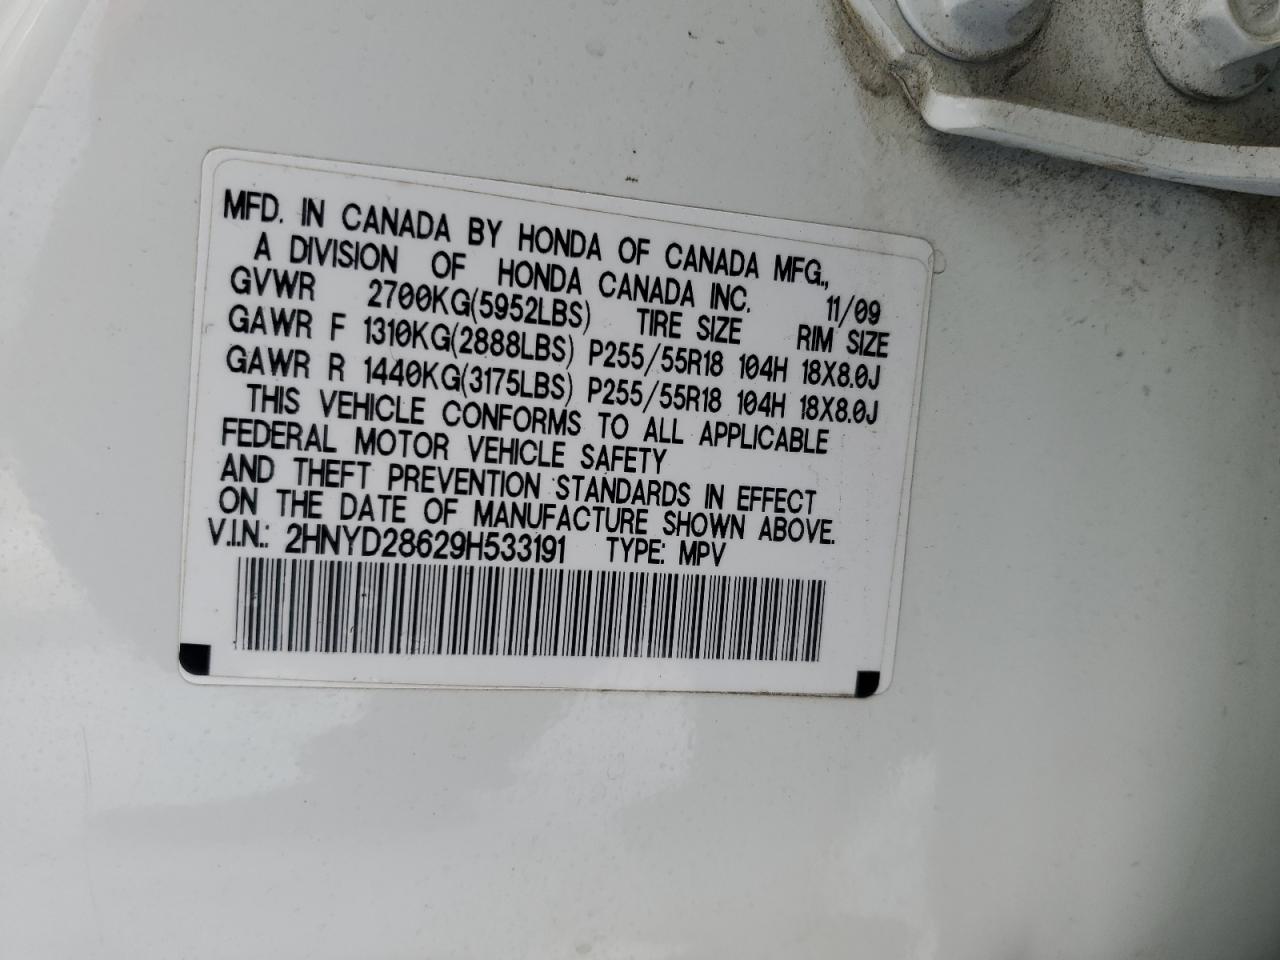 MFD. IN CANADA BY HONDA OF CANADA MFG.,
A DIVISION OF HONDA CANADA INC. 11/09
GVWR 2700KG(5952LBS) TIRE SIZE RIM SIZE
GAWR F 1310KG(2888LBS) P255/55R18 104H 18X8.0J
GAWR R 1440KG(3175LBS) P255/55R18 104H 18X8.0J
THIS VEHICLE CONFORMS TO ALL APPLICABLE
FEDERAL MOTOR VEHICLE SAFETY
AND THEFT PREVENTION STANDARDS IN EFFECT
ON THE DATE OF MANUFACTURE SHOWN ABOVE.
V.I.N.: 2HNYD28629H533191 TYPE: MPV